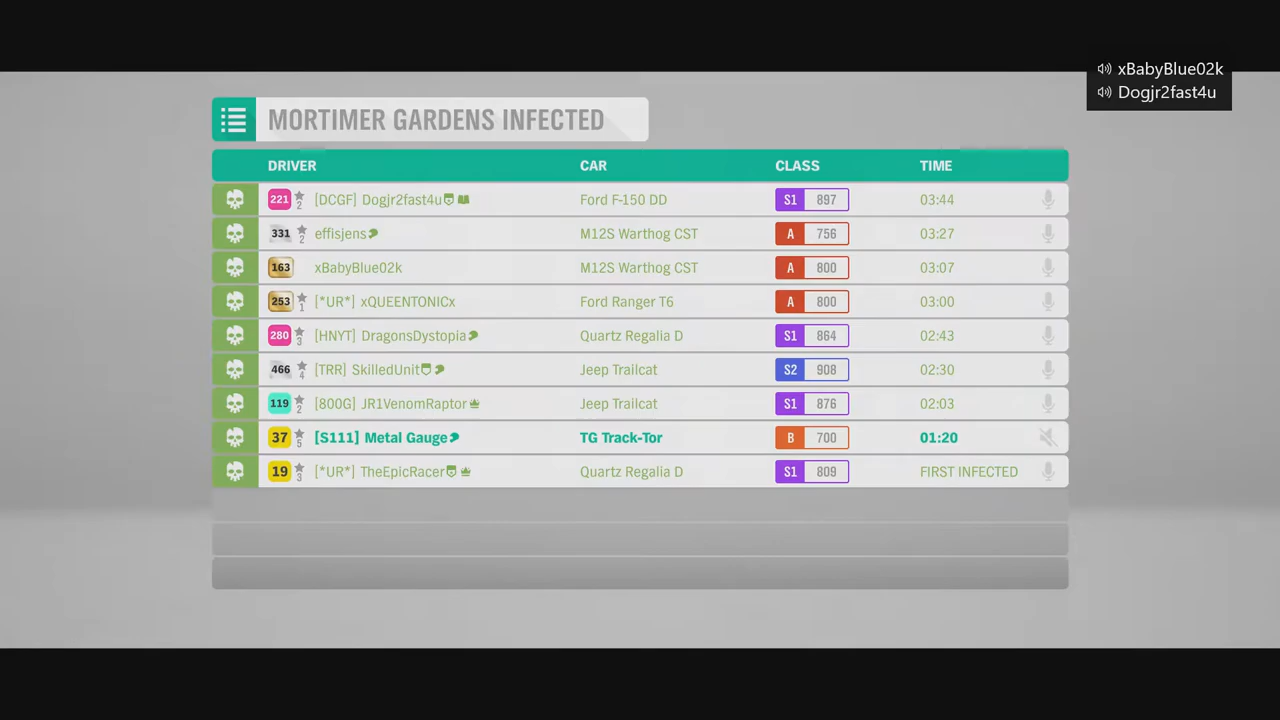 xBabyBlue02k
Dogjr2fast4u
MORTIMER GARDENS INFECTED
DRIVER CAR CLASS TIME
221 2 [DCGF] Dogjr2fast4u Ford F-150 DD S1 897 03:44
331 2 effisjens M12S Warthog CST A 756 03:27
163 xBabyBlue02k M12S Warthog CST A 800 03:07
253 1 [*UR*] xQUEENTONICx Ford Ranger T6 A 800 03:00
280 3 [HNYT] DragonsDystopia Quartz Regalia D S1 864 02:43
466 4 [TRR] SkilledUnit Jeep Trailcat S2 908 02:30
119 2 [800G] JR1VenomRaptor Jeep Trailcat S1 876 02:03
37 5 [S111] Metal Gauge TG Track-Tor B 700 01:20
19 3 [*UR*] TheEpicRacer Quartz Regalia D S1 809 FIRST INFECTED